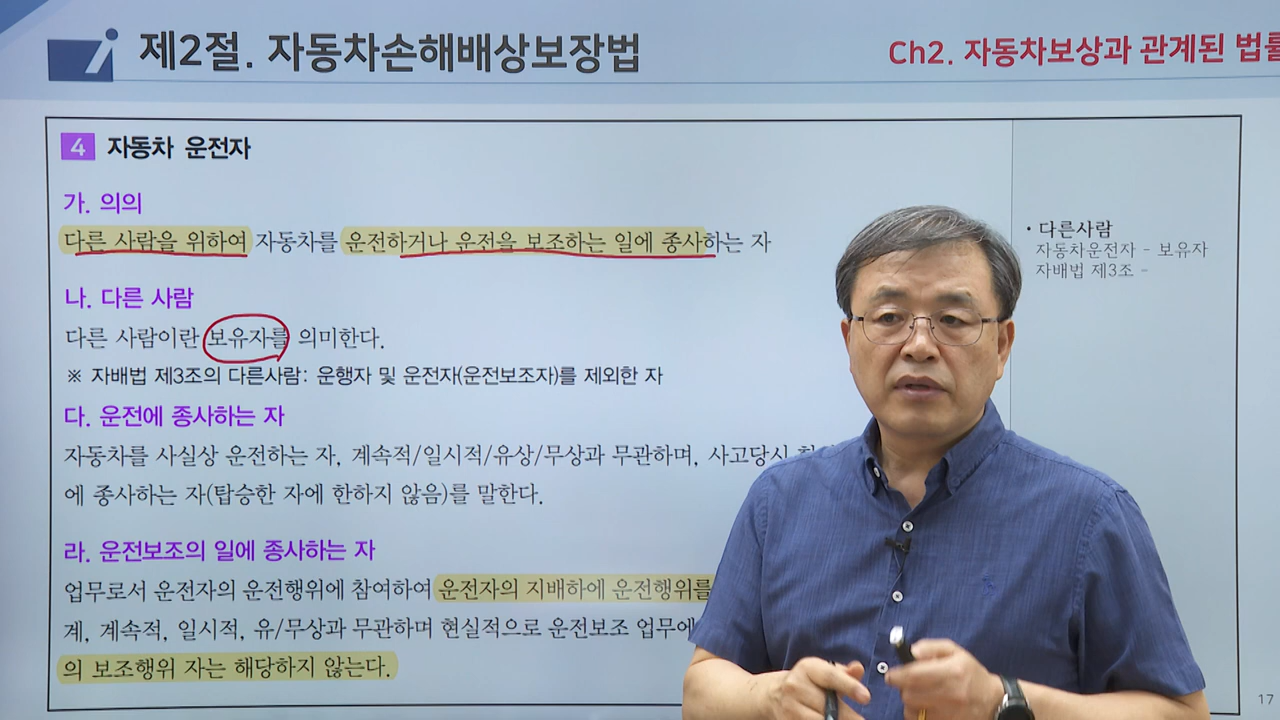 제2절. 자동차손해배상보장법
Ch2. 자동차보상과 관계된 법률
4 자동차 운전자
가. 의의
다른 사람을 위하여 자동차를 운전하거나 운전을 보조하는 일에 종사하는 자
나. 다른 사람
다른 사람이란 보유자를 의미한다.
※ 자배법 제3조의 다른사람: 운행자 및 운전자(운전보조자)를 제외한 자
다. 운전에 종사하는 자
자동차를 사실상 운전하는 자, 계속적/일시적/유상/무상과 무관하며, 사고당시
에 종사하는 자(탑승한 자에 한하지 않음)를 말한다.
라. 운전보조의 일에 종사하는 자
업무로서 운전자의 운전행위에 참여하여 운전자의 지배하에 운전행위를
계, 계속적, 일시적, 유/무상과 무관하며 현실적으로 운전보조 업무에
의 보조행위 자는 해당하지 않는다.
• 다른사람
자동차운전자 - 보유자
자배법 제3조 -
17